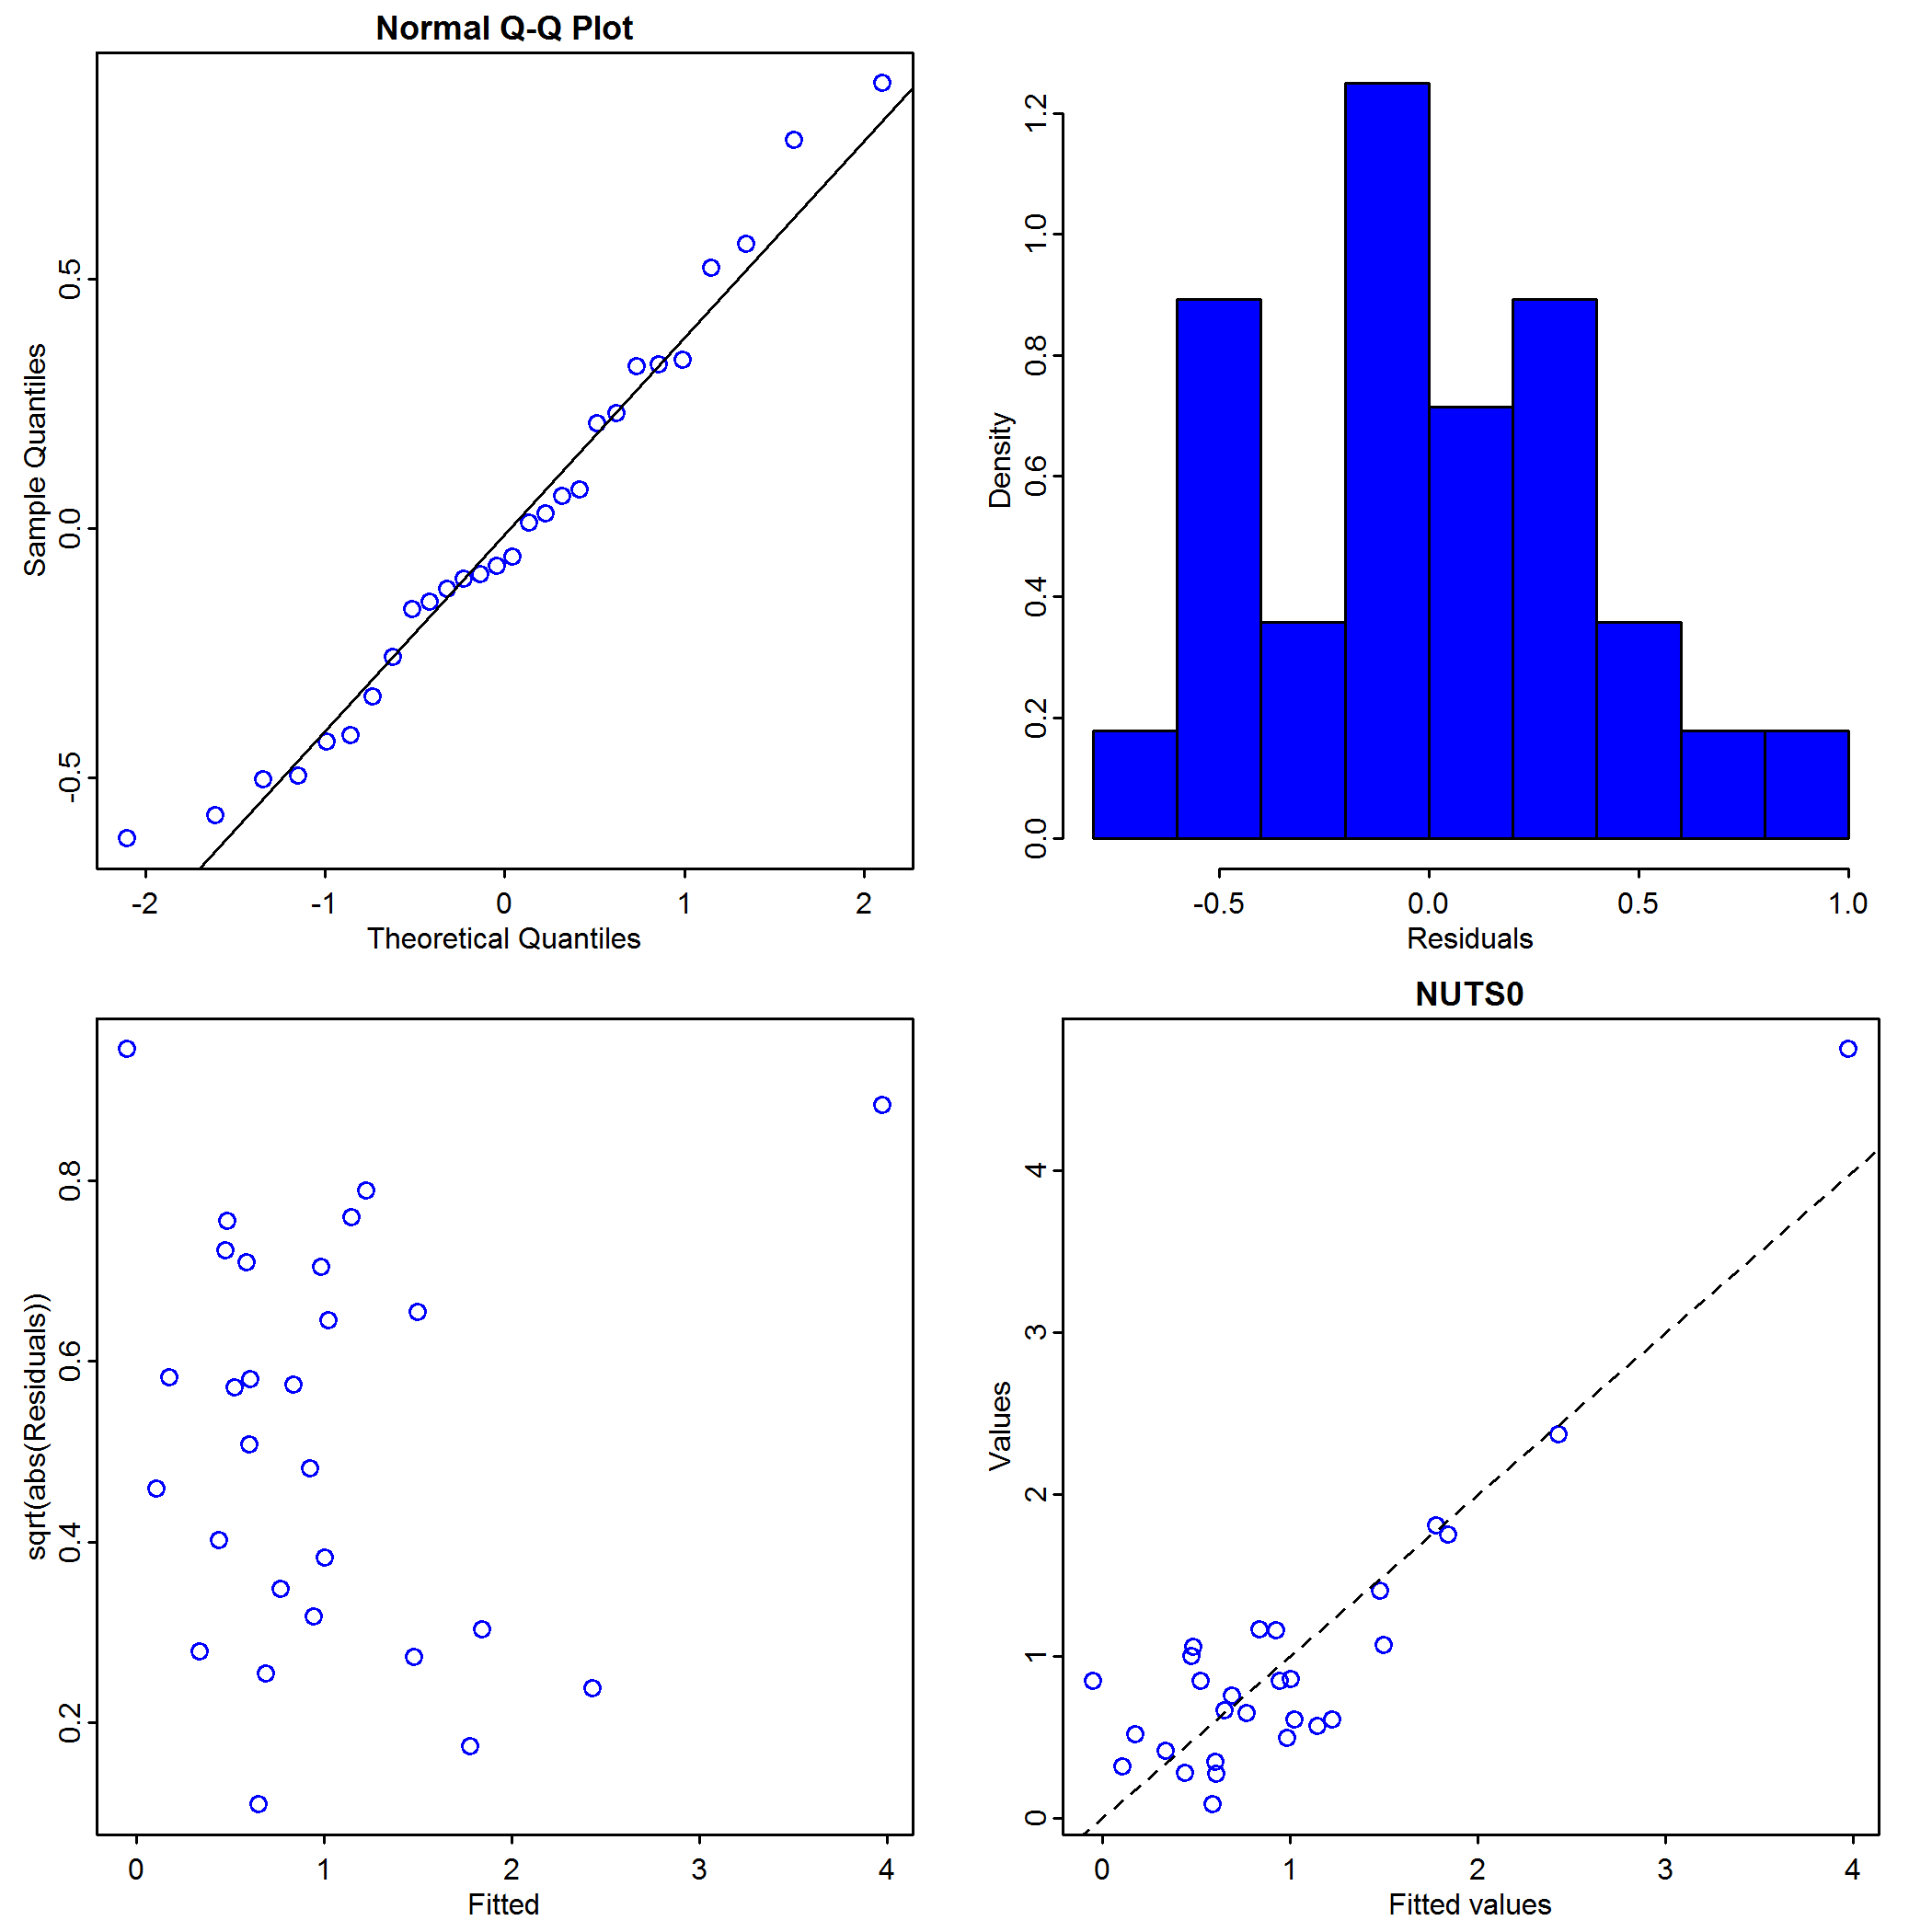 Normal Q-Q Plot
Sample Quantiles
0.5
0.0
-0.5
-2 -1 0 1 2
Theoretical Quantiles
Density
1.2
1.0
0.8
0.6
0.4
0.2
0.0
-0.5 0.0 0.5 1.0
Residuals
sqrt(abs(Residuals))
0.8
0.6
0.4
0.2
0 1 2 3 4
Fitted
NUTS0
Values
4
3
2
1
0
0 1 2 3 4
Fitted values